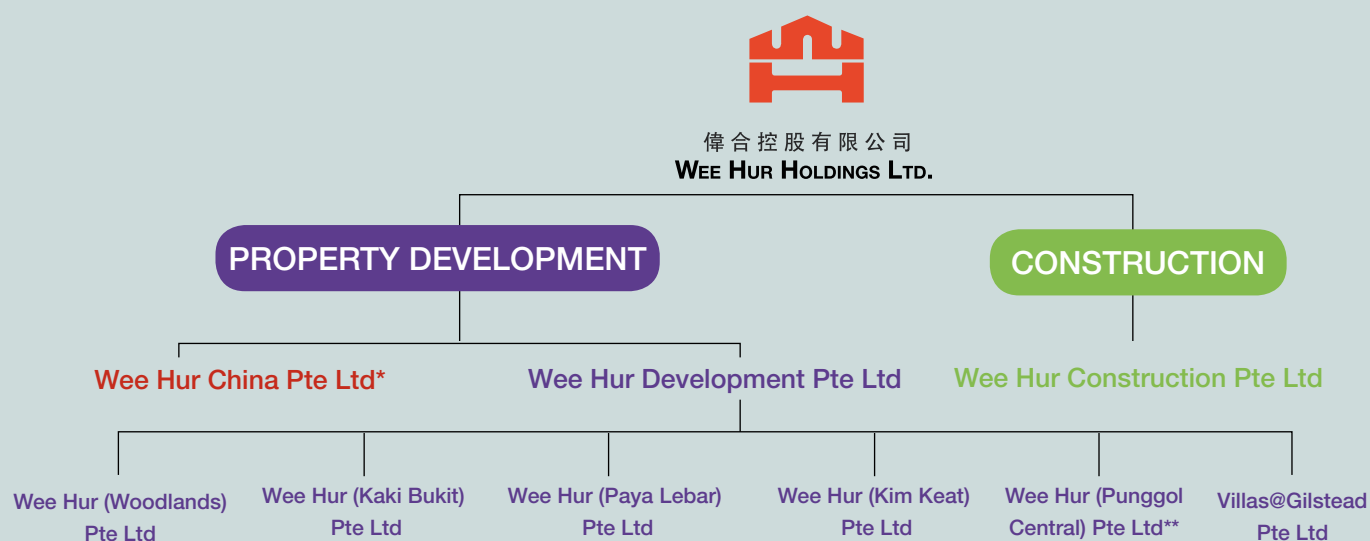 偉合控股有限公司
WEE HUR HOLDINGS LTD.
PROPERTY DEVELOPMENT
CONSTRUCTION
Wee Hur China Pte Ltd*
Wee Hur Development Pte Ltd
Wee Hur Construction Pte Ltd
Wee Hur (Woodlands)
Pte Ltd
Wee Hur (Kaki Bukit)
Pte Ltd
Wee Hur (Paya Lebar)
Pte Ltd
Wee Hur (Kim Keat)
Pte Ltd
Wee Hur (Punggol
Central) Pte Ltd**
Villas@Gilstead
Pte Ltd